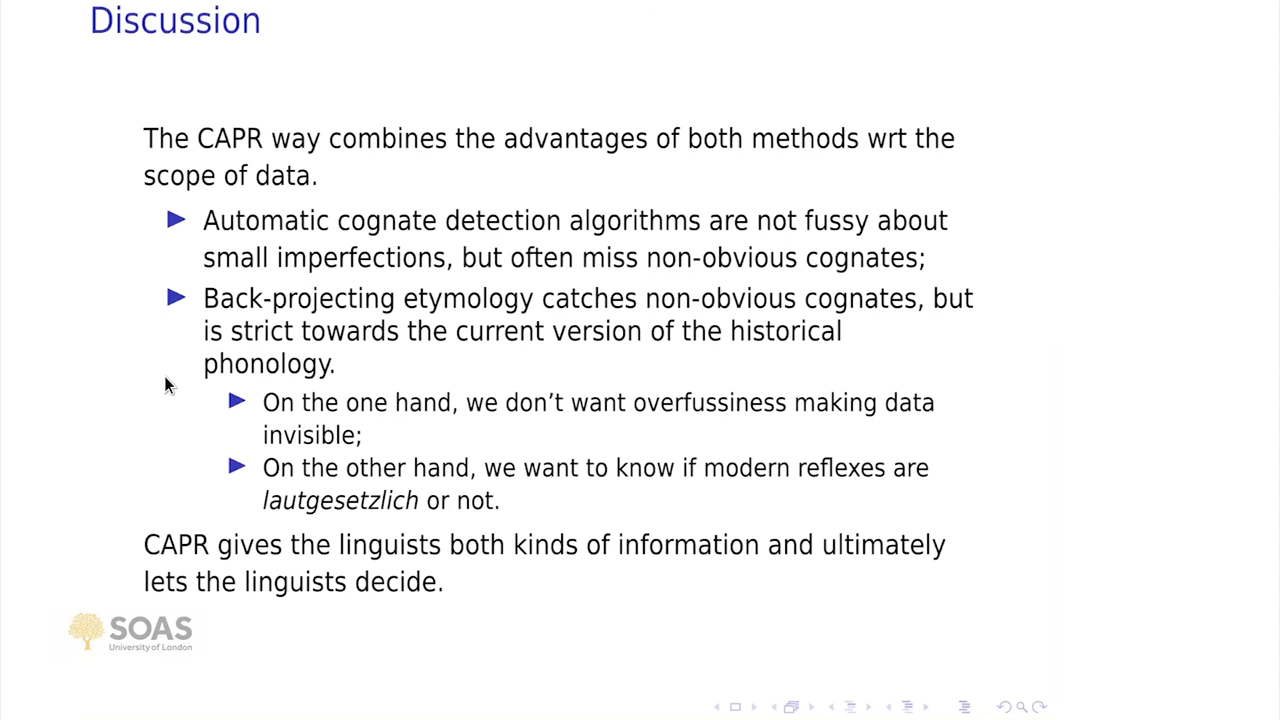 Discussion
The CAPR way combines the advantages of both methods wrt the
scope of data.
Automatic cognate detection algorithms are not fussy about
small imperfections, but often miss non-obvious cognates;
Back-projecting etymology catches non-obvious cognates, but
is strict towards the current version of the historical
phonology.
On the one hand, we don’t want overfussiness making data
invisible;
On the other hand, we want to know if modern reflexes are
lautgesetzlich or not.
CAPR gives the linguists both kinds of information and ultimately
lets the linguists decide.
SOAS
University of London